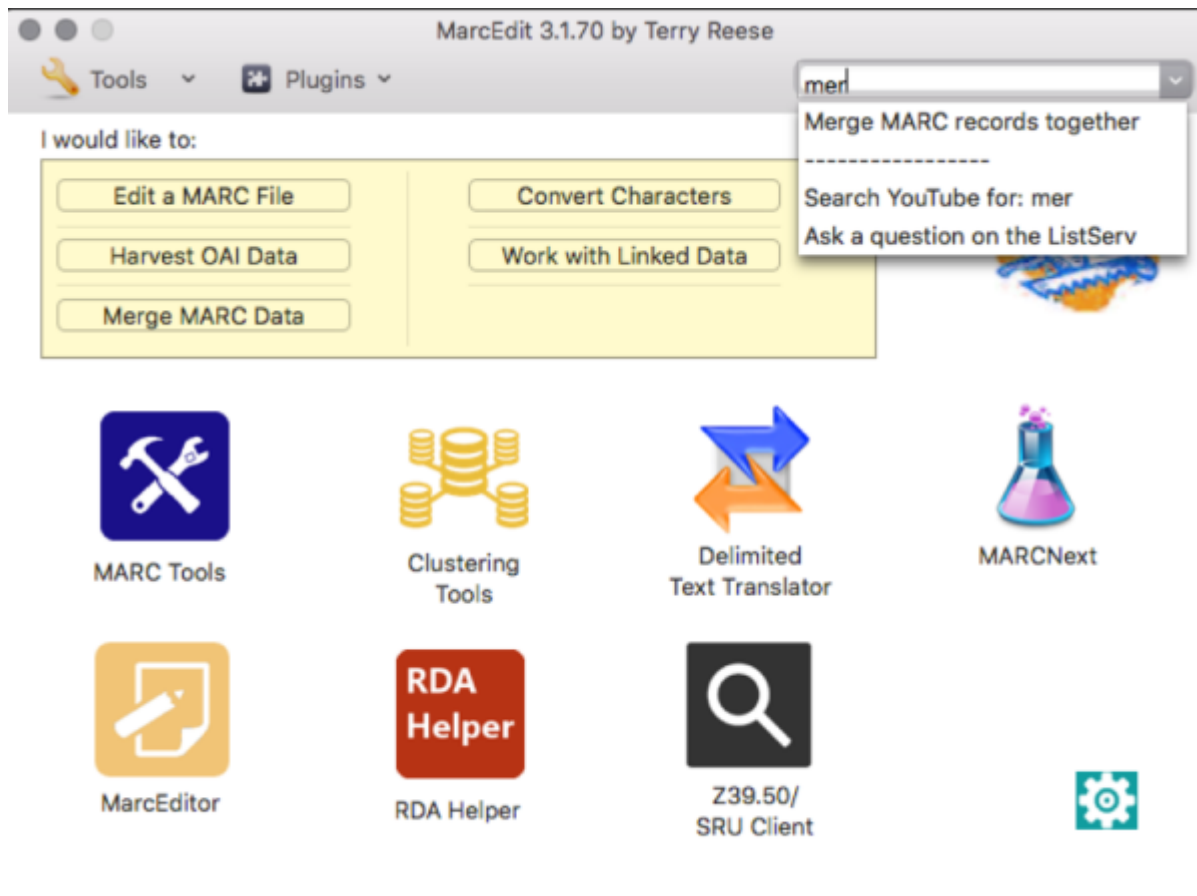 MarcEdit 3.1.70 by Terry Reese
Tools
Plugins
mer
Merge MARC records together
-----------------
Search YouTube for: mer
Ask a question on the ListServ
I would like to:
Edit a MARC File
Convert Characters
Harvest OAI Data
Work with Linked Data
Merge MARC Data
MARC Tools
Clustering
Tools
Delimited
Text Translator
MARCNext
MarcEditor
RDA
Helper
RDA Helper
Z39.50/
SRU Client